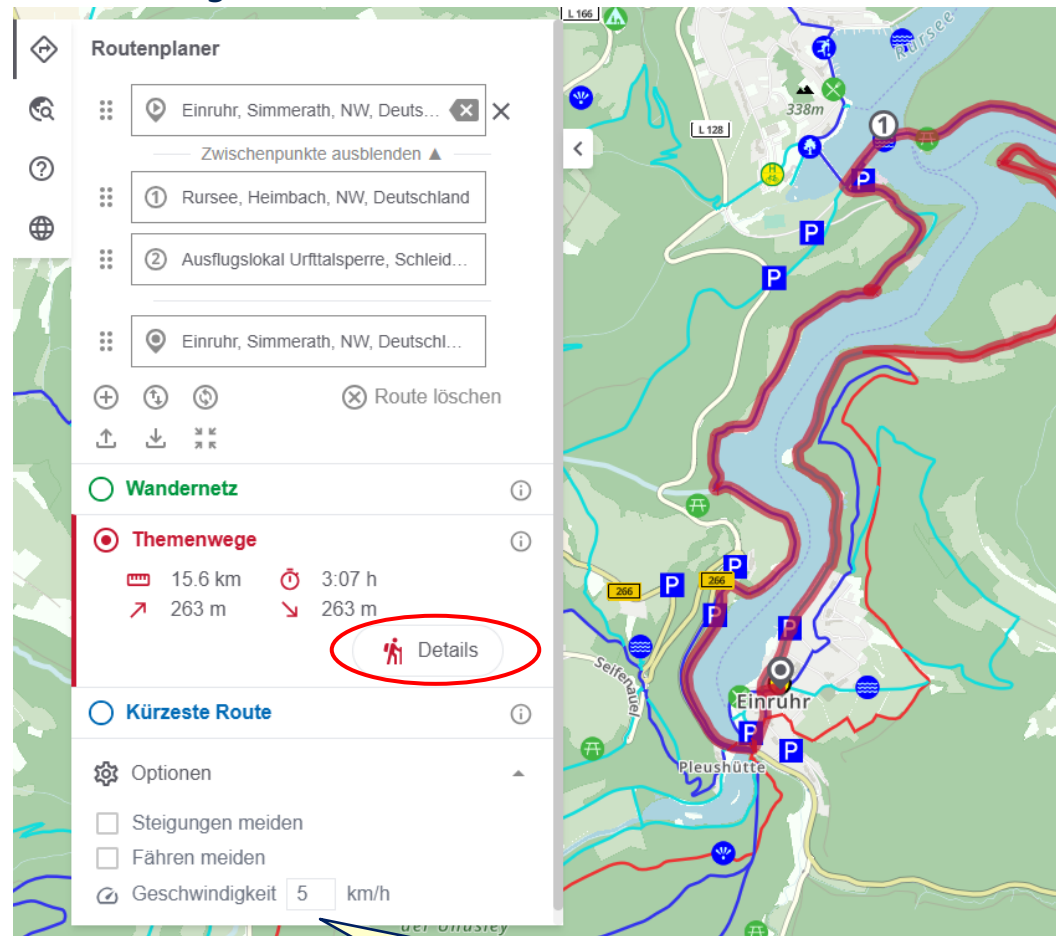 Routenplaner
Einruhr, Simmerath, NW, Deuts...
Zwischenpunkte ausblenden ▲
1 Rursee, Heimbach, NW, Deutschland
2 Ausflugslokal Urfttalsperre, Schleid...
Einruhr, Simmerath, NW, Deutschl...
Route löschen
Wandernetz
Themenwege
15.6 km 3:07 h
263 m 263 m
Details
Kürzeste Route
Optionen
Steigungen meiden
Fähren meiden
Geschwindigkeit 5 km/h
L 166
Rursee
338m
L 128
1
H
P
P
P
P
266
266
P
P
P
Seifenauel
Einruhr
P
P
Pleushütte